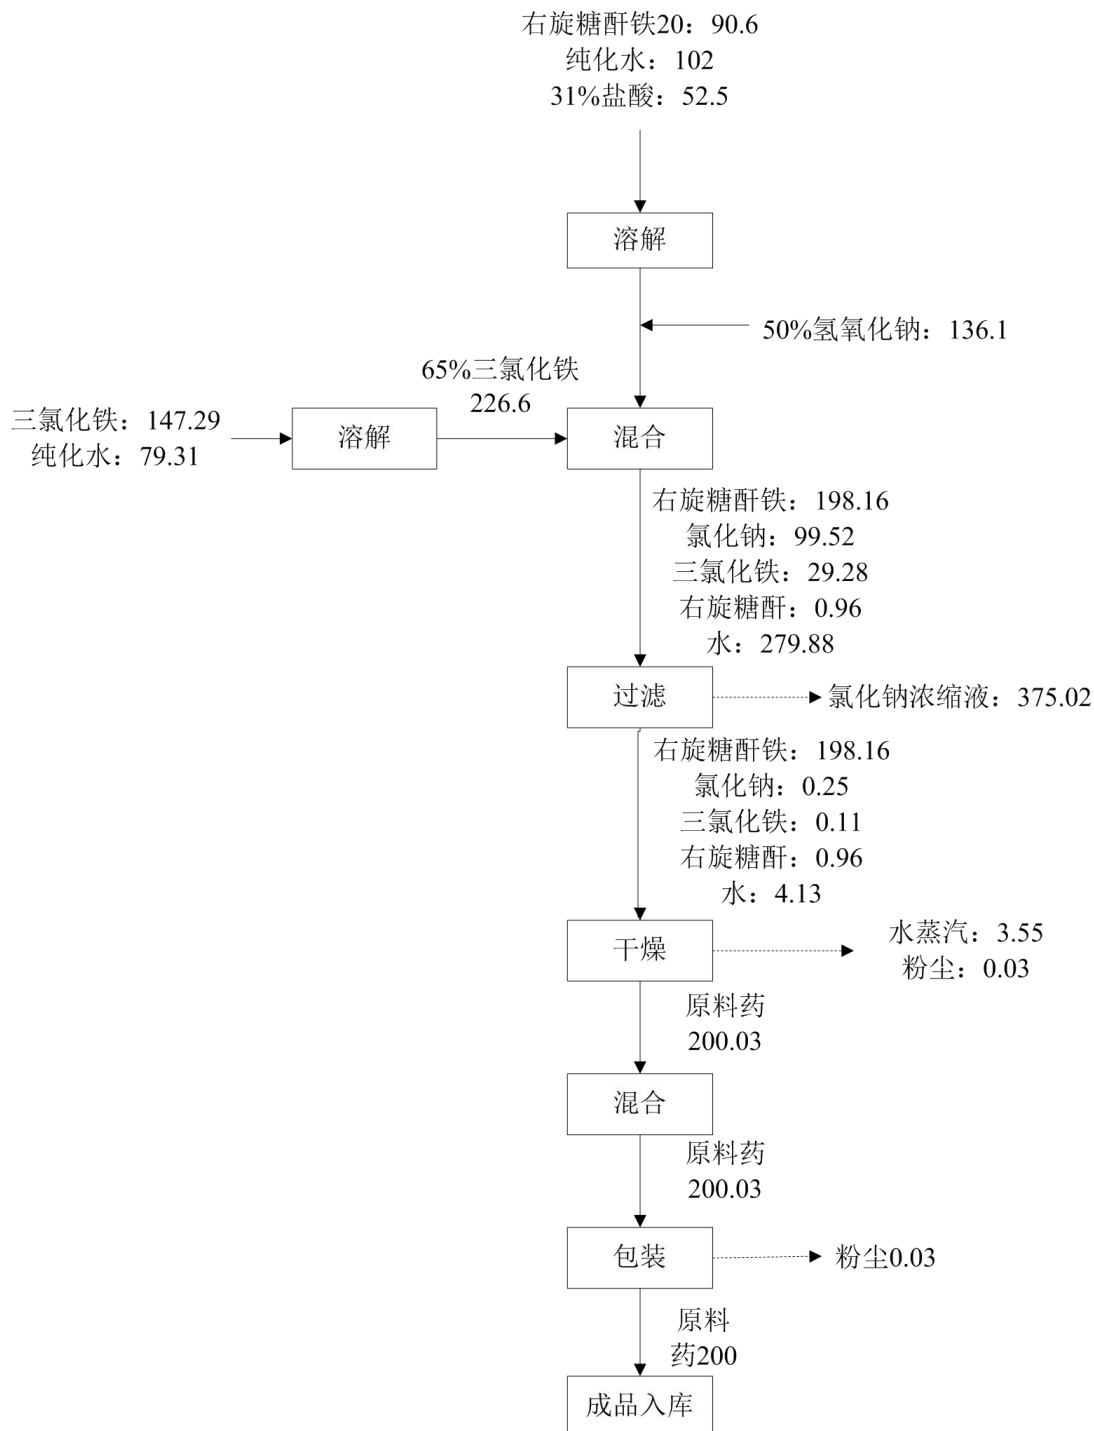 右旋糖酐铁20：90.6
纯化水：102
31%盐酸：52.5
溶解
50%氢氧化钠：136.1
65%三氯化铁
226.6
三氯化铁：147.29
纯化水：79.31
溶解
混合
右旋糖酐铁：198.16
氯化钠：99.52
三氯化铁：29.28
右旋糖酐：0.96
水：279.88
过滤
氯化钠浓缩液：375.02
右旋糖酐铁：198.16
氯化钠：0.25
三氯化铁：0.11
右旋糖酐：0.96
水：4.13
干燥
水蒸汽：3.55
粉尘：0.03
原料药
200.03
混合
原料药
200.03
包装
粉尘0.03
原料
药200
成品入库